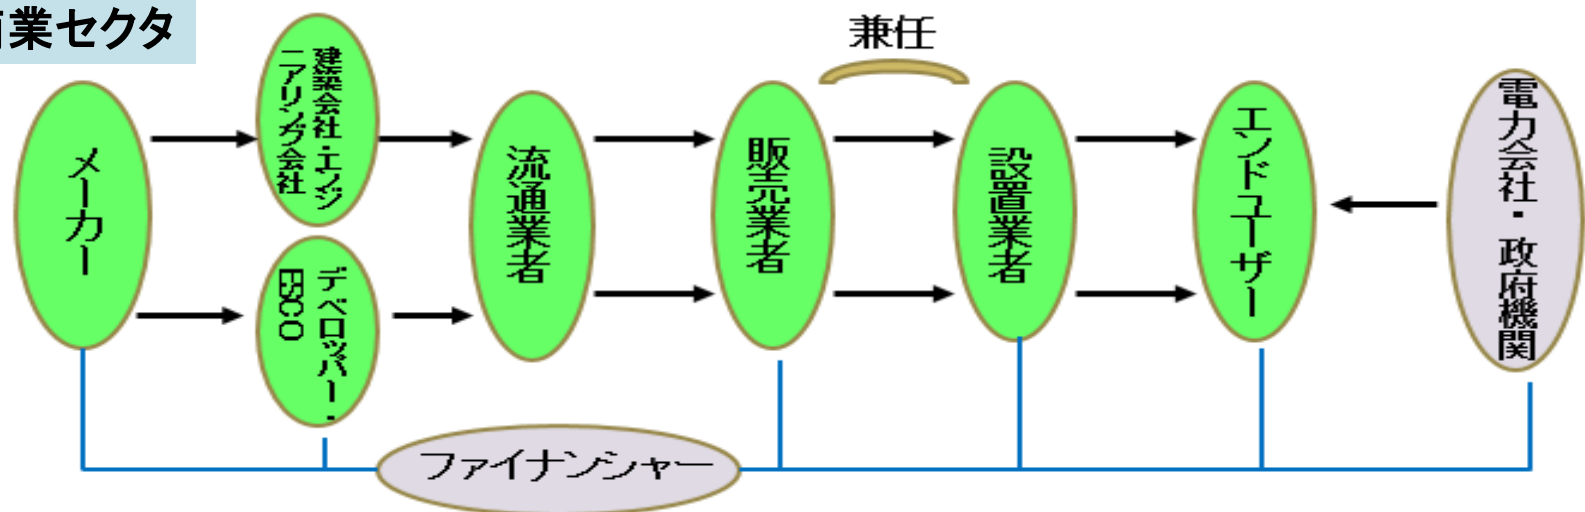 商業セクタ
兼任
メーカー
建築会社・エンジ
ニアリング会社
デベロッパー・
ESCO
流通業者
販売業者
設置業者
エンドユーザー
電力会社・政府機関
ファイナンシャー